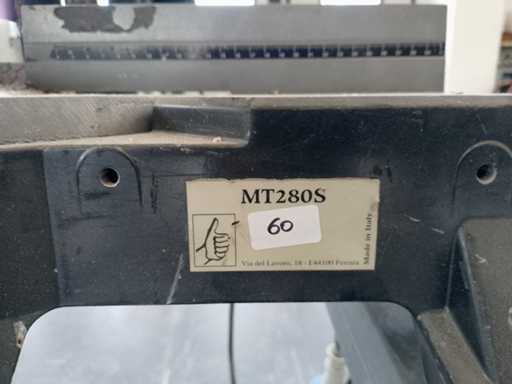 MT280S
60
Via del Lavoro, 18 - I 44100 Ferrara
Made in Italy